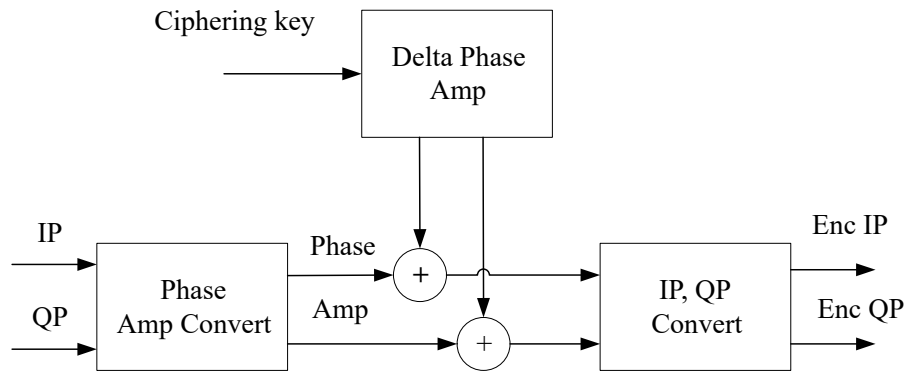 Ciphering key
Delta Phase
Amp
IP
QP
Phase
Amp Convert
Phase
Amp
+
+
IP, QP
Convert
Enc IP
Enc QP